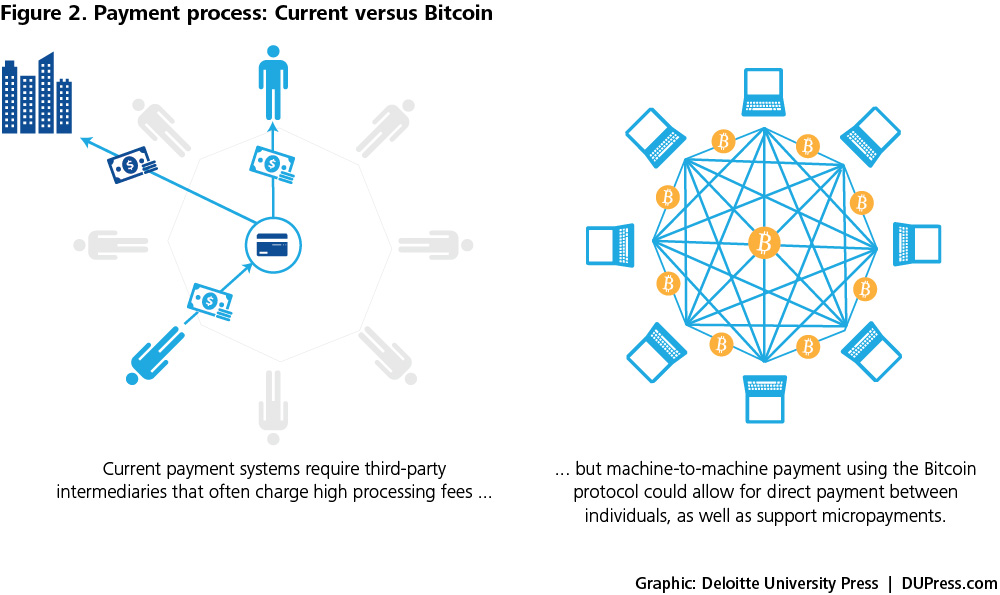 Figure 2. Payment process: Current versus Bitcoin
Current payment systems require third-party
intermediaries that often charge high processing fees ...
... but machine-to-machine payment using the Bitcoin
protocol could allow for direct payment between
individuals, as well as support micropayments.
Graphic: Deloitte University Press | DUPress.com